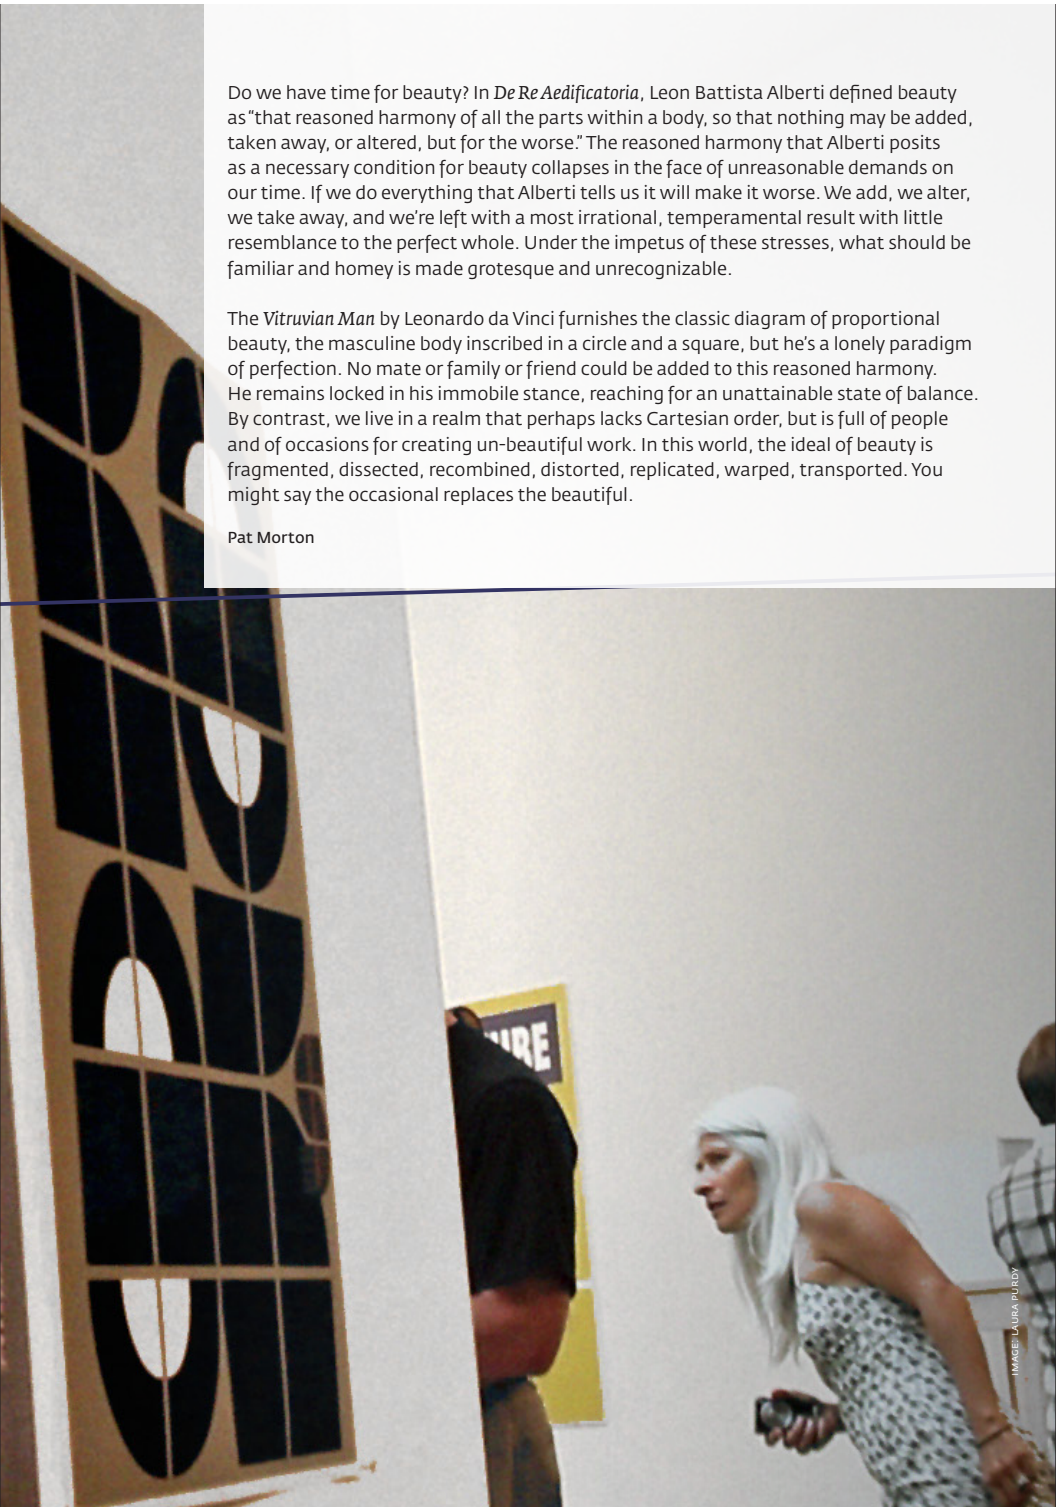 Do we have time for beauty? In De Re Aedificatoria, Leon Battista Alberti defined beauty
as “that reasoned harmony of all the parts within a body, so that nothing may be added,
taken away, or altered, but for the worse.” The reasoned harmony that Alberti posits
as a necessary condition for beauty collapses in the face of unreasonable demands on
our time. If we do everything that Alberti tells us it will make it worse. We add, we alter,
we take away, and we’re left with a most irrational, temperamental result with little
resemblance to the perfect whole. Under the impetus of these stresses, what should be
familiar and homey is made grotesque and unrecognizable.
The Vitruvian Man by Leonardo da Vinci furnishes the classic diagram of proportional
beauty, the masculine body inscribed in a circle and a square, but he’s a lonely paradigm
of perfection. No mate or family or friend could be added to this reasoned harmony.
He remains locked in his immobile stance, reaching for an unattainable state of balance.
By contrast, we live in a realm that perhaps lacks Cartesian order, but is full of people
and of occasions for creating un-beautiful work. In this world, the ideal of beauty is
fragmented, dissected, recombined, distorted, replicated, warped, transported. You
might say the occasional replaces the beautiful.
Pat Morton
IMAGE: LAURA PURDY